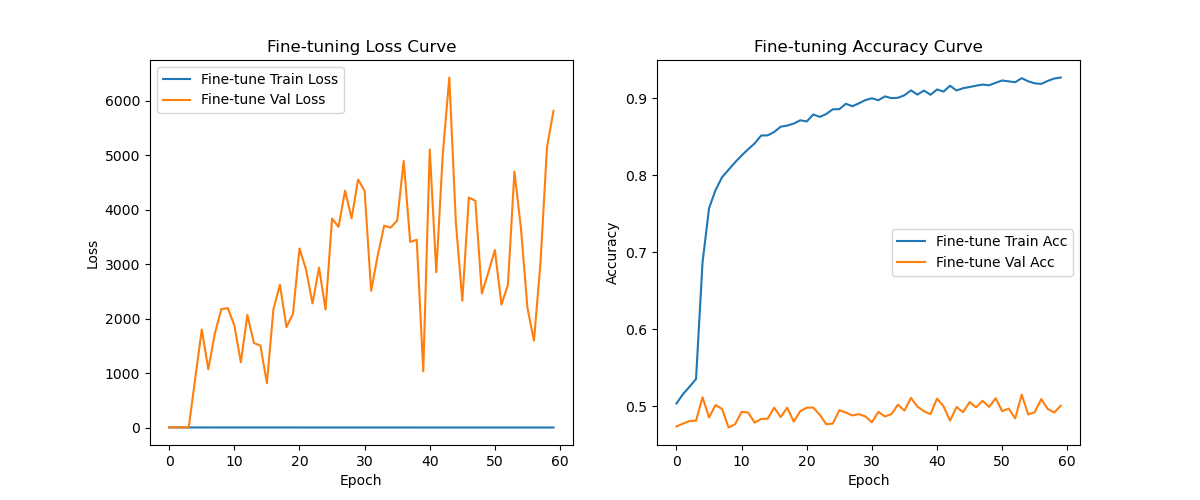 Fine-tuning Loss Curve
Fine-tune Train Loss
Fine-tune Val Loss
Loss
6000
5000
4000
3000
2000
1000
0
0 10 20 30 40 50 60
Epoch
Fine-tuning Accuracy Curve
Accuracy
0.9
0.8
0.7
0.6
0.5
Fine-tune Train Acc
Fine-tune Val Acc
0 10 20 30 40 50 60
Epoch